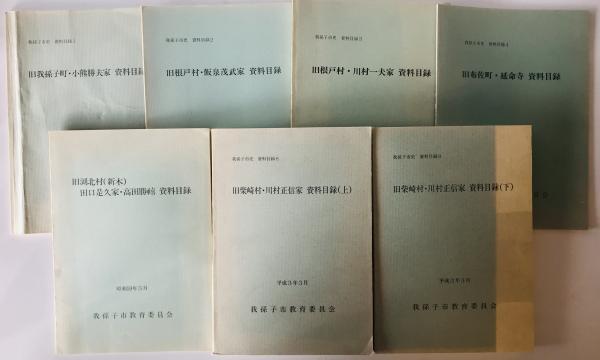 我孫子市史 資料目録1
旧我孫子町・小熊勝夫家 資料目録
我孫子市史 資料目録2
旧根戸村・飯泉茂武家 資料目録
我孫子市史 資料目録3
旧根戸村・川村一夫家 資料目録
我孫子市史 資料目録4
旧布佐町・延命寺 資料目録
旧湖北村(新木)
田口是久家・高田勝禧 資料目録
昭和59年3月
我孫子市教育委員会
我孫子市史 資料目録
旧柴崎村・川村正信家 資料目録(上)
平成3年3月
我孫子市教育委員会
我孫子市史 資料目録
旧柴崎村・川村正信家 資料目録(下)
平成3年3月
我孫子市教育委員会